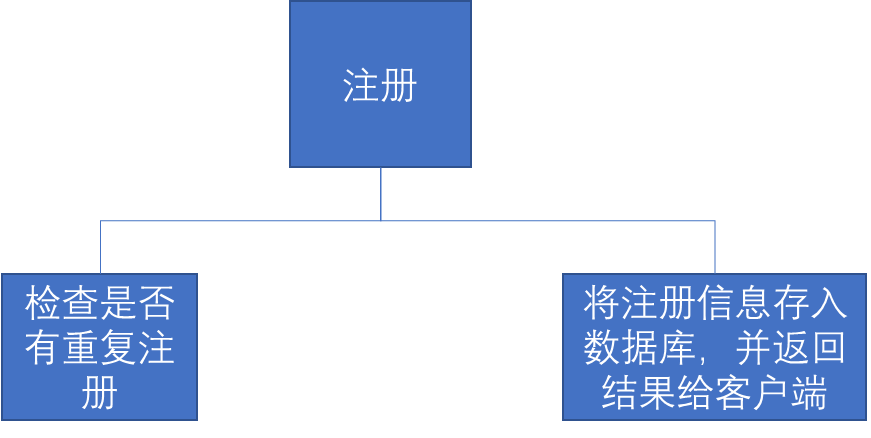 注册
检查是否
有重复注
册
将注册信息存入
数据库，并返回
结果给客户端